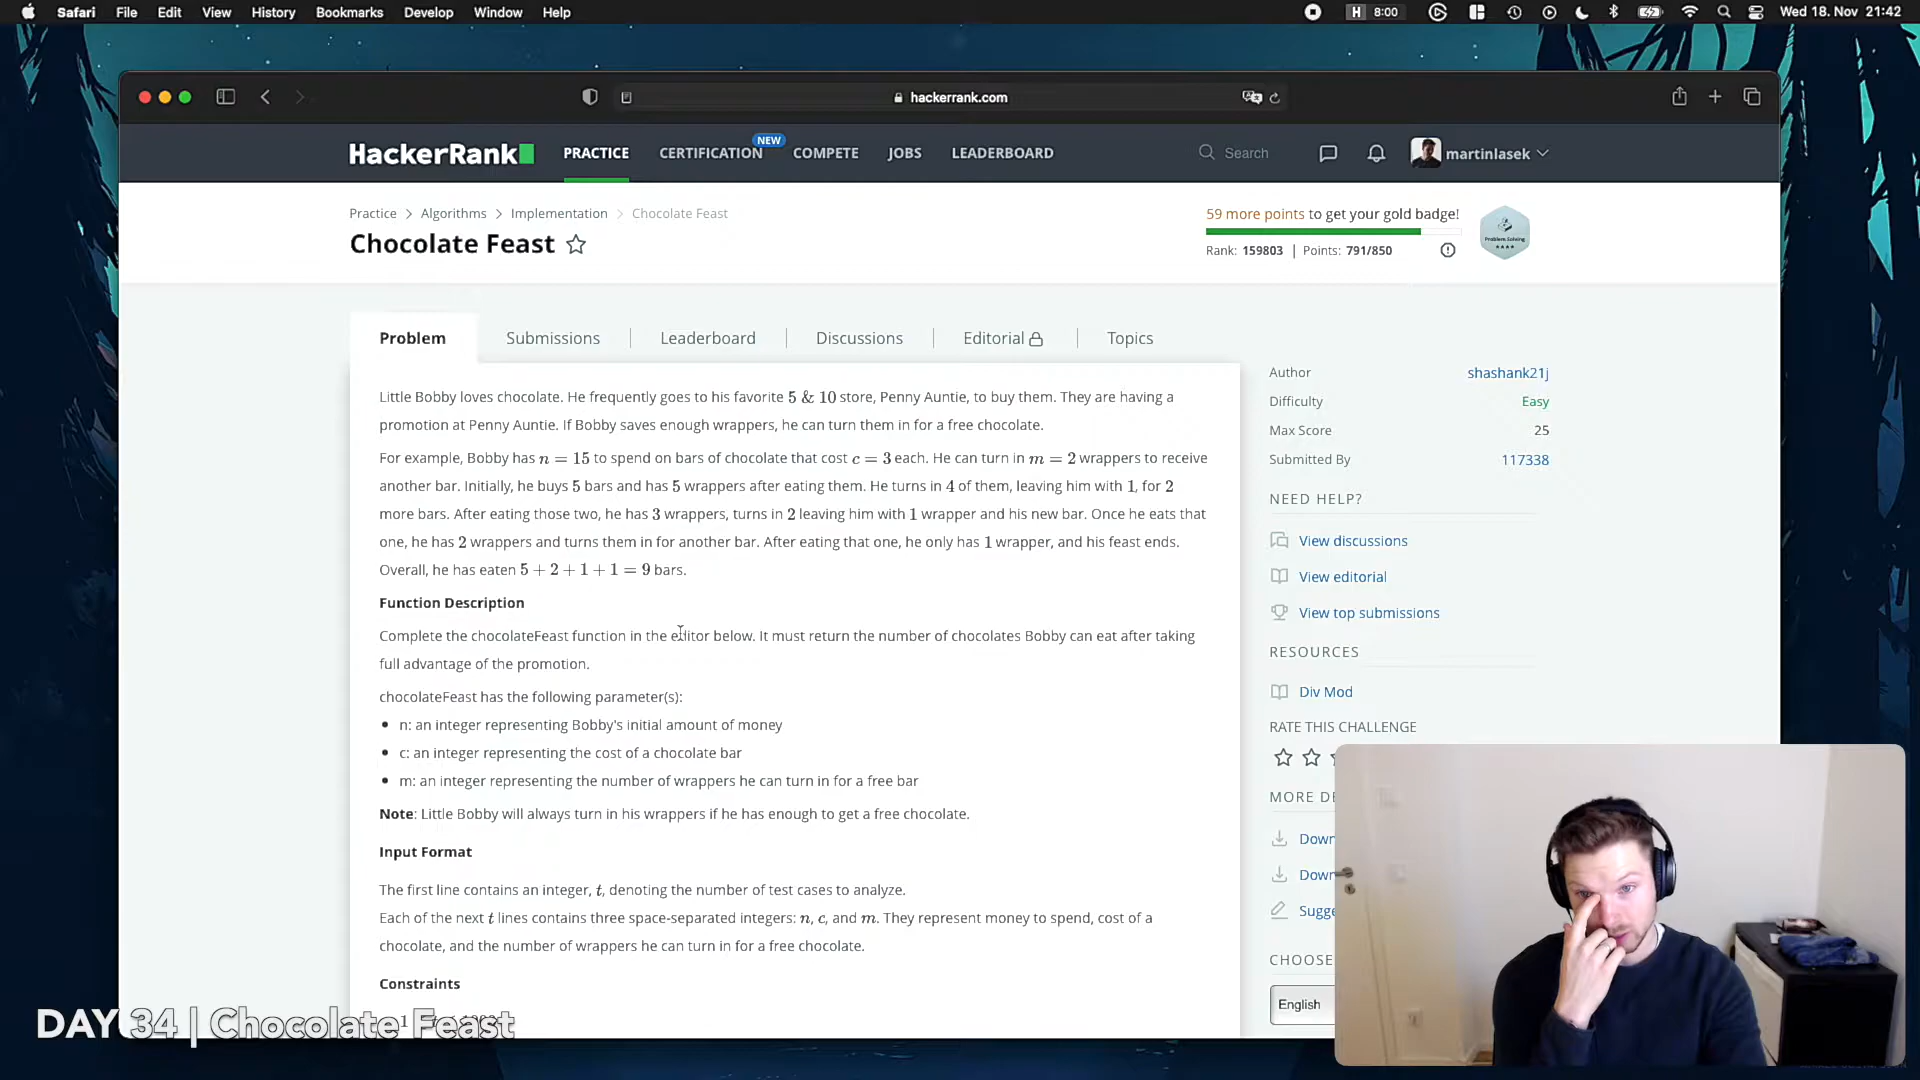 Safari File Edit View History Bookmarks Develop Window Help
H 8:00
Wed 18. Nov 21:42
hackerrank.com
HackerRank
PRACTICE
CERTIFICATION
NEW
COMPETE
JOBS
LEADERBOARD
Search
martinlasek
Practice > Algorithms > Implementation > Chocolate Feast
Chocolate Feast
59 more points to get your gold badge!
Rank: 159803 | Points: 791/850
Problem Solving
Problem
Submissions
Leaderboard
Discussions
Editorial
Topics
Little Bobby loves chocolate. He frequently goes to his favorite 5 & 10 store, Penny Auntie, to buy them. They are having a
promotion at Penny Auntie. If Bobby saves enough wrappers, he can turn them in for a free chocolate.
For example, Bobby has n = 15 to spend on bars of chocolate that cost c = 3 each. He can turn in m = 2 wrappers to receive
another bar. Initially, he buys 5 bars and has 5 wrappers after eating them. He turns in 4 of them, leaving him with 1, for 2
more bars. After eating those two, he has 3 wrappers, turns in 2 leaving him with 1 wrapper and his new bar. Once he eats that
one, he has 2 wrappers and turns them in for another bar. After eating that one, he only has 1 wrapper, and his feast ends.
Overall, he has eaten 5 + 2 + 1 + 1 = 9 bars.
Function Description
Complete the chocolateFeast function in the editor below. It must return the number of chocolates Bobby can eat after taking
full advantage of the promotion.
chocolateFeast has the following parameter(s):
• n: an integer representing Bobby's initial amount of money
• c: an integer representing the cost of a chocolate bar
• m: an integer representing the number of wrappers he can turn in for a free bar
Note: Little Bobby will always turn in his wrappers if he has enough to get a free chocolate.
Input Format
The first line contains an integer, t, denoting the number of test cases to analyze.
Each of the next t lines contains three space-separated integers: n, c, and m. They represent money to spend, cost of a
chocolate, and the number of wrappers he can turn in for a free chocolate.
Constraints
Author shashank21j
Difficulty Easy
Max Score 25
Submitted By 117338
NEED HELP?
View discussions
View editorial
View top submissions
RESOURCES
Div Mod
RATE THIS CHALLENGE
MORE DE
Down
Down
Sugge
CHOOSE
English
DAY 34 | Chocolate Feast